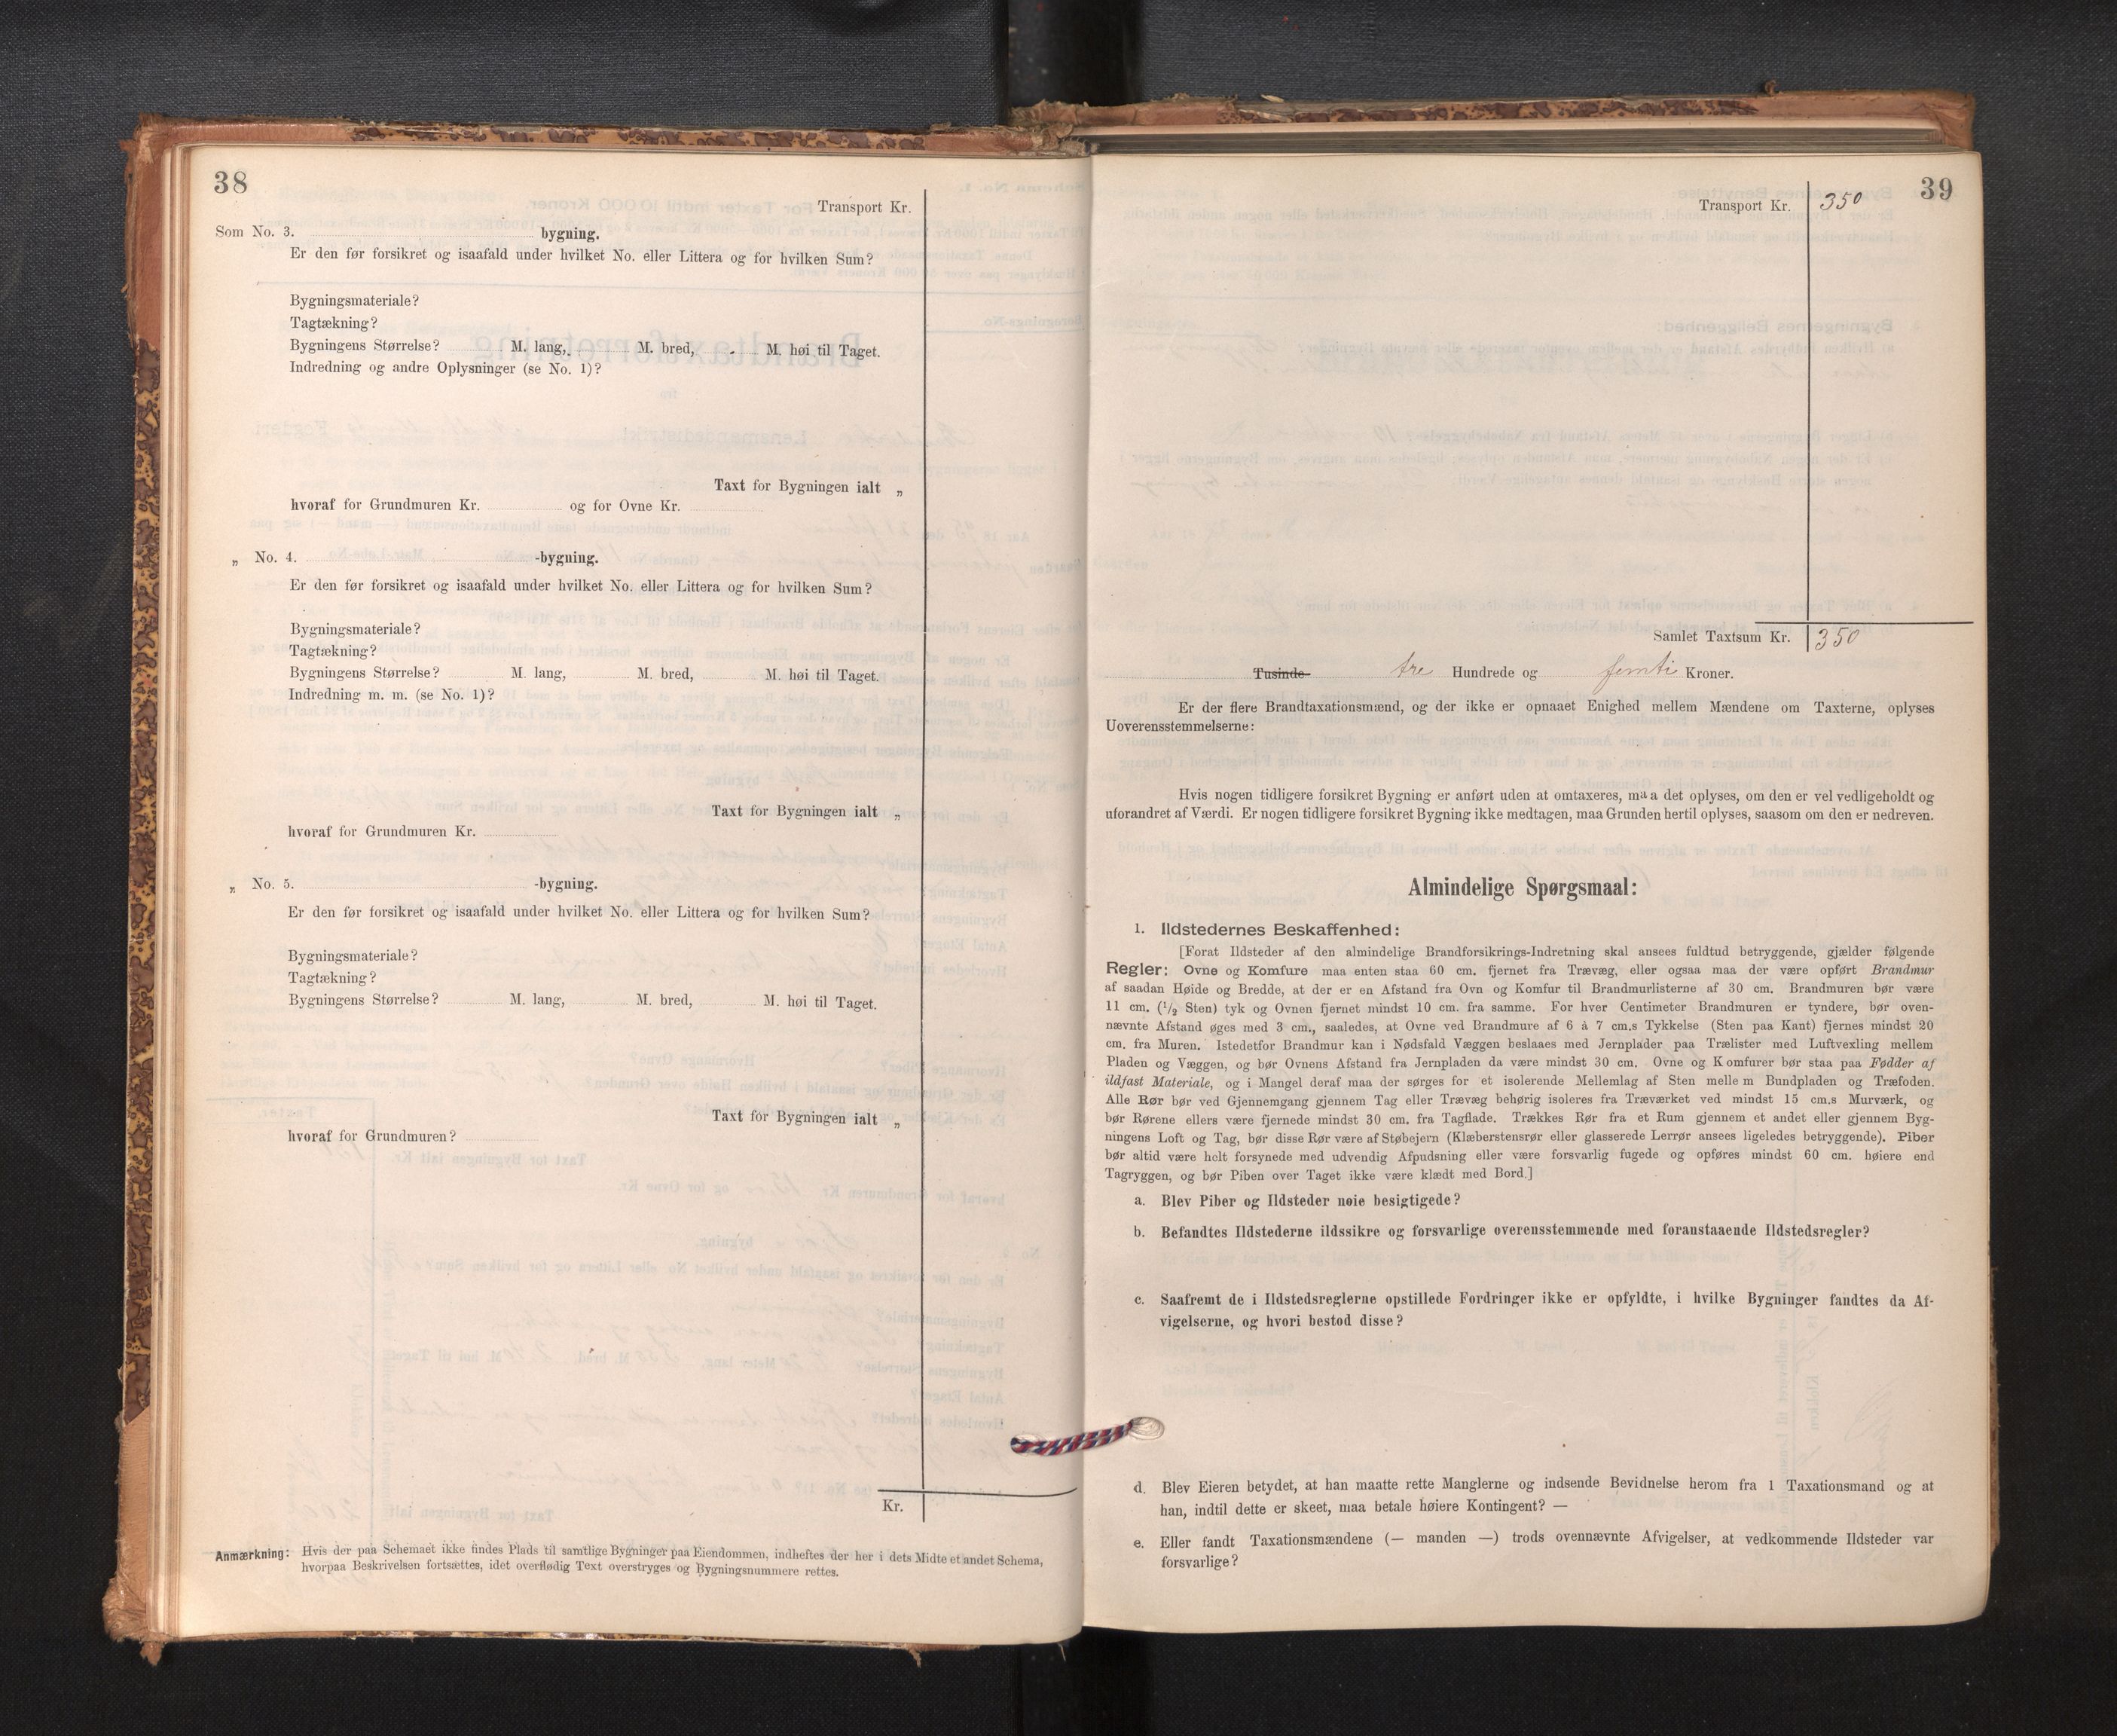 38
Transport Kr.
Som No. 3. bygning.
Er den før forsikret og isaafald under hvilket No. eller Littera og for hvilken Sum?
Bygningsmateriale?
Tagtækning?
Bygningens Størrelse? M. lang, M. bred, M. høi til Taget.
Indredning og andre Oplysninger (se No. 1)?
Taxt for Bygningen ialt „
hvoraf for Grundmuren Kr. og for Ovne Kr.
„ No. 4. -bygning.
Er den før forsikret og isaafald under hvilket No. eller Littera og for hvilken Sum?
Bygningsmateriale?
Tagtækning?
Bygningens Størrelse? M. lang, M. bred, M. høi til Taget.
Indredning m. m. (se No. 1)?
Taxt for Bygningen ialt „
hvoraf for Grundmuren Kr.
„ No. 5. -bygning.
Er den før forsikret og isaafald under hvilket No. eller Littera og for hvilken Sum?
Bygningsmateriale?
Tagtækning?
Bygningens Størrelse? M. lang, M. bred, M. høi til Taget.
Taxt for Bygningen ialt „
hvoraf for Grundmuren?
Kr.
Anmærkning: Hvis der paa Schemaet ikke findes Plads til samtlige Bygninger paa Eiendommen, indheftes der her i dets Midte et andet Schema,
hvorpaa Beskrivelsen fortsættes, idet overflødig Text overstryges og Bygningsnummere rettes.
39
Transport Kr. 350
Samlet Taxtsum Kr. 350
Tusinde tre Hundrede og femti Kroner.
Er der flere Brandtaxationsmænd, og der ikke er opnaaet Enighed mellem Mændene om Taxterne, oplyses
Uoverensstemmelserne:
Hvis nogen tidligere forsikret Bygning er anført uden at omtaxeres, maa det oplyses, om den er vel vedligeholdt og
uforandret af Værdi. Er nogen tidligere forsikret Bygning ikke medtagen, maa Grunden hertil oplyses, saasom om den er nedreven.
Almindelige Spørgsmaal:
1. Ildstedernes Beskaffenhed:
[Forat Ildsteder af den almindelige Brandforsikrings-Indretning skal ansees fuldtud betryggende, gjælder følgende
Regler: Ovne og Komfure maa enten staa 60 cm. fjernet fra Trævæg, eller ogsaa maa der være opført Brandmur
af saadan Høide og Bredde, at der er en Afstand fra Ovn og Komfur til Brandmurlisterne af 30 cm. Brandmuren bør være
11 cm. (1/2 Sten) tyk og Ovnen fjernet mindst 10 cm. fra samme. For hver Centimeter Brandmuren er tyndere, bør oven-
nævnte Afstand øges med 3 cm., saaledes, at Ovne ved Brandmure af 6 à 7 cm.s Tykkelse (Sten paa Kant) fjernes mindst 20
cm. fra Muren. Istedetfor Brandmur kan i Nødsfald Væggen beslaaes med Jernplader paa Trælister med Luftvexling mellem
Pladen og Væggen, og bør Ovnens Afstand fra Jernpladen da være mindst 30 cm. Ovne og Komfurer bør staa paa Fødder af
ildfast Materiale, og i Mangel deraf maa der sørges for et isolerende Mellemlag af Sten mellem Bundpladen og Træfoden.
Alle Rør bør ved Gjennemgang gjennem Tag eller Trævæg behørig isoleres fra Træværket ved mindst 15 cm.s Murværk, og
bør Rørene ellers være fjernede mindst 30 cm. fra Tagflade. Trækkes Rør fra et Rum gjennem et andet eller gjennem Byg-
ningens Loft og Tag, bør disse Rør være af Støbejern (Klæberstensrør eller glasserede Lerrør ansees ligeledes betryggende). Piber
bør altid være helt forsynede med udvendig Afpudsning eller være forsvarlig fugede og opføres mindst 60 cm. høiere end
Tagryggen, og bør Piben over Taget ikke være klædt med Bord.]
a. Blev Piber og Ildsteder nøie besigtigede?
b. Befandtes Ildstederne ildssikre og forsvarlige overensstemmende med foranstaaende Ildstedsregler?
c. Saafremt de i Ildstedsreglerne opstillede Fordringer ikke er opfyldte, i hvilke Bygninger fandtes da Af-
vigelserne, og hvori bestod disse?
d. Blev Eieren betydet, at han maatte rette Manglerne og indsende Bevidnelse herom fra 1 Taxationsmand og at
han, indtil dette er skeet, maa betale høiere Kontingent? —
e. Eller fandt Taxationsmændene (— manden —) trods ovennævnte Afvigelser, at vedkommende Ildsteder var
forsvarlige?